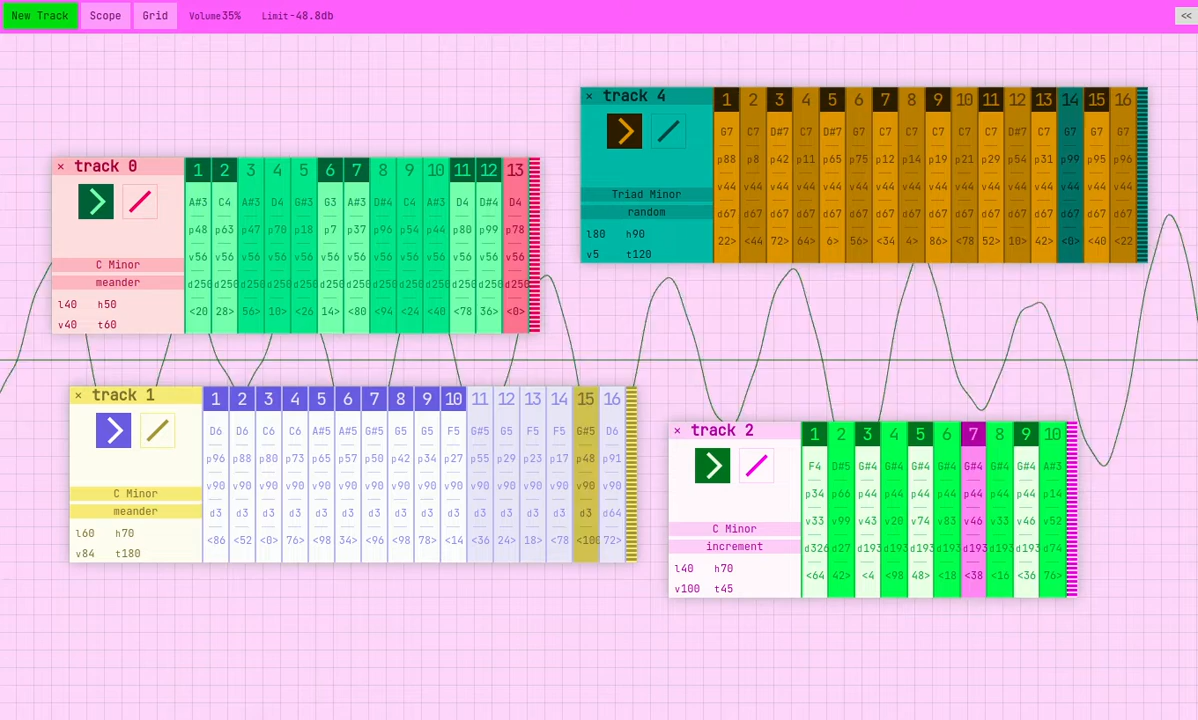 New Track Scope Grid Volume35% Limit-48.8db <<
× track 4 1 2 3 4 5 6 7 8 9 10 11 12 13 14 15 16
G7 C7 D#7 C7 D#7 G7 C7 C7 C7 C7 C7 D#7 C7 G7 G7 G7
p88 p8 p42 p11 p65 p75 p12 p14 p19 p21 p29 p54 p31 p99 p95 p96
v44 v44 v44 v44 v44 v44 v44 v44 v44 v44 v44 v44 v44 v44 v44 v44
Triad Minor
random
d67 d67 d67 d67 d67 d67 d67 d67 d67 d67 d67 d67 d67 d67 d67 d67
l80 h90
22> <44 72> 64> 6> 56> <34 4> 86> <78 52> 10> 42> <0> <40 <22
v5 t120
× track 0 1 2 3 4 5 6 7 8 9 10 11 12 13
A#3 C4 A#3 D4 G#3 G3 A#3 D#4 C4 A#3 D4 D#4 D4
p48 p63 p47 p70 p18 p7 p37 p96 p54 p44 p80 p99 p78
v56 v56 v56 v56 v56 v56 v56 v56 v56 v56 v56 v56 v56
C Minor
meander
d250 d250 d250 d250 d250 d250 d250 d250 d250 d250 d250 d250 d250
l40 h50
<20 28> 56> 10> <26 14> <80 <94 <24 <40 <78 36> <0>
v40 t60
× track 1 1 2 3 4 5 6 7 8 9 10 11 12 13 14 15 16
D6 D6 C6 C6 A#5 A#5 G#5 G5 G5 F5 G#5 G5 F5 F5 G#5 D6
p96 p88 p80 p73 p65 p57 p50 p42 p34 p27 p55 p29 p23 p17 p48 p91
v90 v90 v90 v90 v90 v90 v90 v90 v90 v90 v90 v90 v90 v90 v90 v90
C Minor
meander
d3 d3 d3 d3 d3 d3 d3 d3 d3 d3 d3 d3 d3 d3 d3 d64
l60 h70
<86 <52 <0> 76> <98 34> <96 <98 78> <14 <36 24> 18> <78 <100 72>
v84 t180
× track 2 1 2 3 4 5 6 7 8 9 10
F4 D#5 G#4 G#4 G#4 G#4 G#4 G#4 G#4 A#3
p34 p66 p44 p44 p44 p44 p44 p44 p44 p14
v33 v99 v43 v20 v74 v83 v46 v33 v46 v52
C Minor
increment
d326 d27 d193 d193 d193 d193 d193 d193 d193 d74
l40 h70
<64 42> <4 <98 48> <18 <38 <16 <36 76>
v100 t45